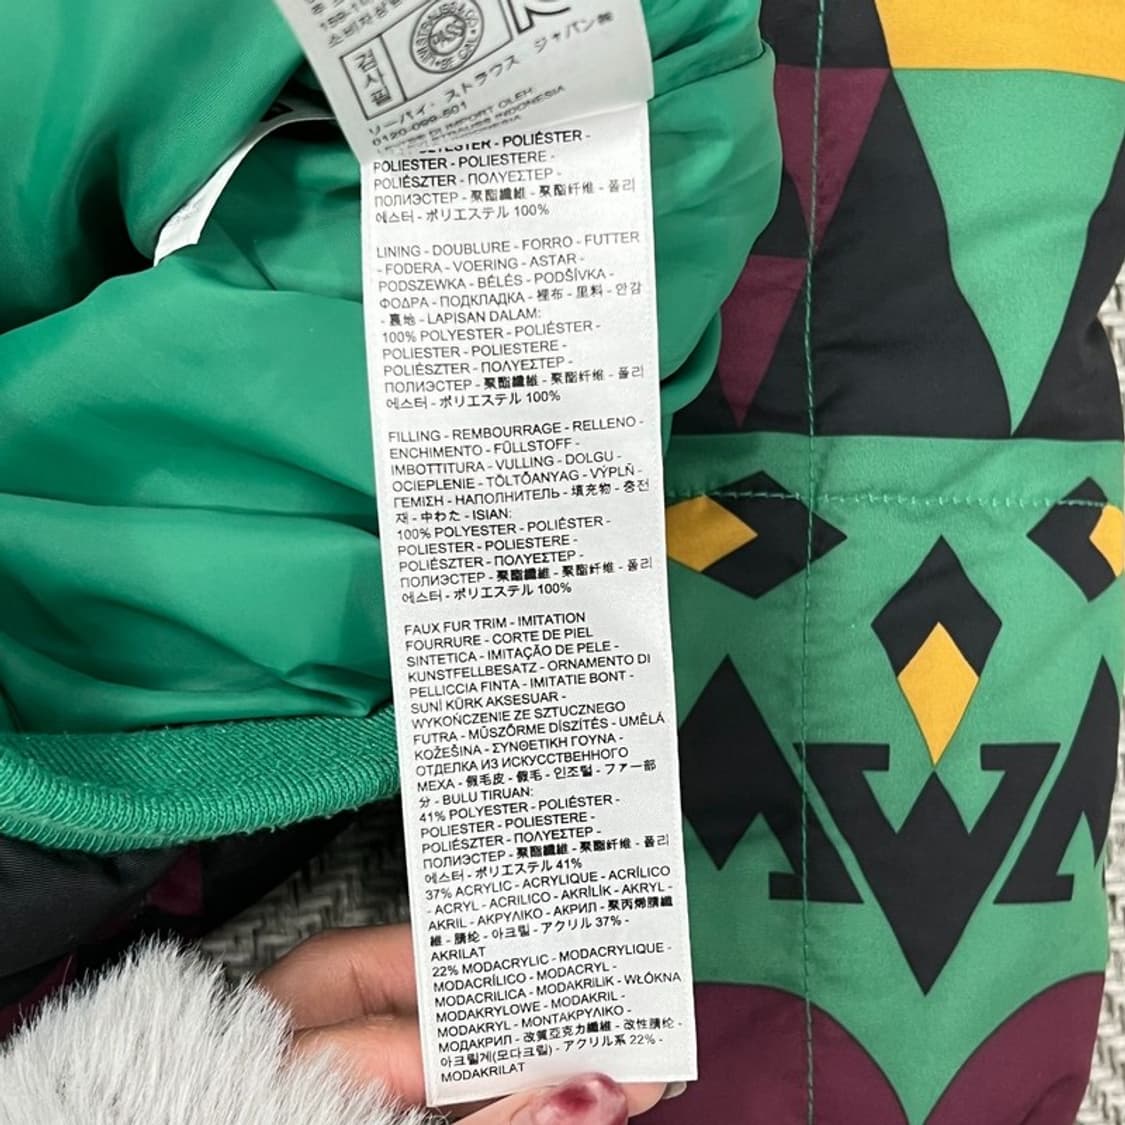 소비자상
검사필
PASS
リーバイ・ストラウス ジャパン㈱
0120-099-501
POLIESTER - POLIESTERE -
POLIÉSZTER - ΠΟΛΥΕΣΤΕΡ -
ПОЛИЭСТЕР - 聚酯纖維 - 聚酯纤维 - 폴리
에스터 - ポリエステル 100%
LINING - DOUBLURE - FORRO - FUTTER
- FODERA - VOERING - ASTAR -
PODSZEWKA - BÉLÉS - PODŠÍVKA -
ΦΟΔΡΑ - ПОДКЛАДКА - 裡布 - 里料 - 안감
- 裏地 - LAPISAN DALAM:
100% POLYESTER - POLIÉSTER -
POLIESTER - POLIESTERE -
POLIÉSZTER - ΠΟΛΥΕΣΤΕΡ -
ПОЛИЭСТЕР - 聚酯纖維 - 聚酯纤维 - 폴리
에스터 - ポリエステル 100%
FILLING - REMBOURRAGE - RELLENO -
ENCHIMENTO - FÜLLSTOFF -
IMBOTTITURA - VULLING - DOLGU -
OCIEPLENIE - TÖLTŐANYAG - VÝPLŇ -
ΓΕΜΙΣΗ - НАПОЛНИТЕЛЬ - 填充物 - 충전
재 - 中わた - ISIAN:
100% POLYESTER - POLIÉSTER -
POLIESTER - POLIESTERE -
POLIÉSZTER - ΠΟΛΥΕΣΤΕΡ -
ПОЛИЭСТЕР - 聚酯纖維 - 聚酯纤维 - 폴리
에스터 - ポリエステル 100%
FAUX FUR TRIM - IMITATION
FOURRURE - CORTE DE PIEL
SINTETICA - IMITAÇÃO DE PELE -
KUNSTFELLBESATZ - ORNAMENTO DI
PELLICCIA FINTA - IMITATIE BONT -
SUNİ KÜRK AKSESUAR -
WYKOŃCZENIE ZE SZTUCZNEGO
FUTRA - MŰSZŐRME DÍSZÍTÉS - UMĚLÁ
KOŽEŠINA - ΣΥΝΘΕΤΙΚΗ ΓΟΥΝΑ -
ОТДЕЛКА ИЗ ИСКУССТВЕННОГО
МЕХА - 假毛皮 - 假毛 - 인조털 - ファー部
分 - BULU TIRUAN:
41% POLYESTER - POLIÉSTER -
POLIESTER - POLIESTERE -
POLIÉSZTER - ΠΟΛΥΕΣΤΕΡ -
ПОЛИЭСТЕР - 聚酯纖維 - 聚酯纤维 - 폴리
에스터 - ポリエステル 41%
37% ACRYLIC - ACRYLIQUE - ACRÍLICO
- ACRYL - ACRILICO - AKRİLİK - AKRYL -
AKRIL - ΑΚΡΥΛΙΚΟ - АКРИЛ - 聚丙烯腈纖
維 - 腈纶 - 아크릴 - アクリル 37% -
AKRILAT
22% MODACRYLIC - MODACRYLIQUE -
MODACRÍLICO - MODACRYL -
MODACRILICA - MODAKRILIK - WŁÓKNA
MODAKRYLOWE - MODAKRIL -
MODAKRYL - ΜΟΝΤΑΚΡΥΛΙΚΟ -
МОДАКРИЛ - 改質亞克力纖維 - 改性腈纶 -
아크릴계(모다크릴) - アクリル系 22% -
MODAKRILAT